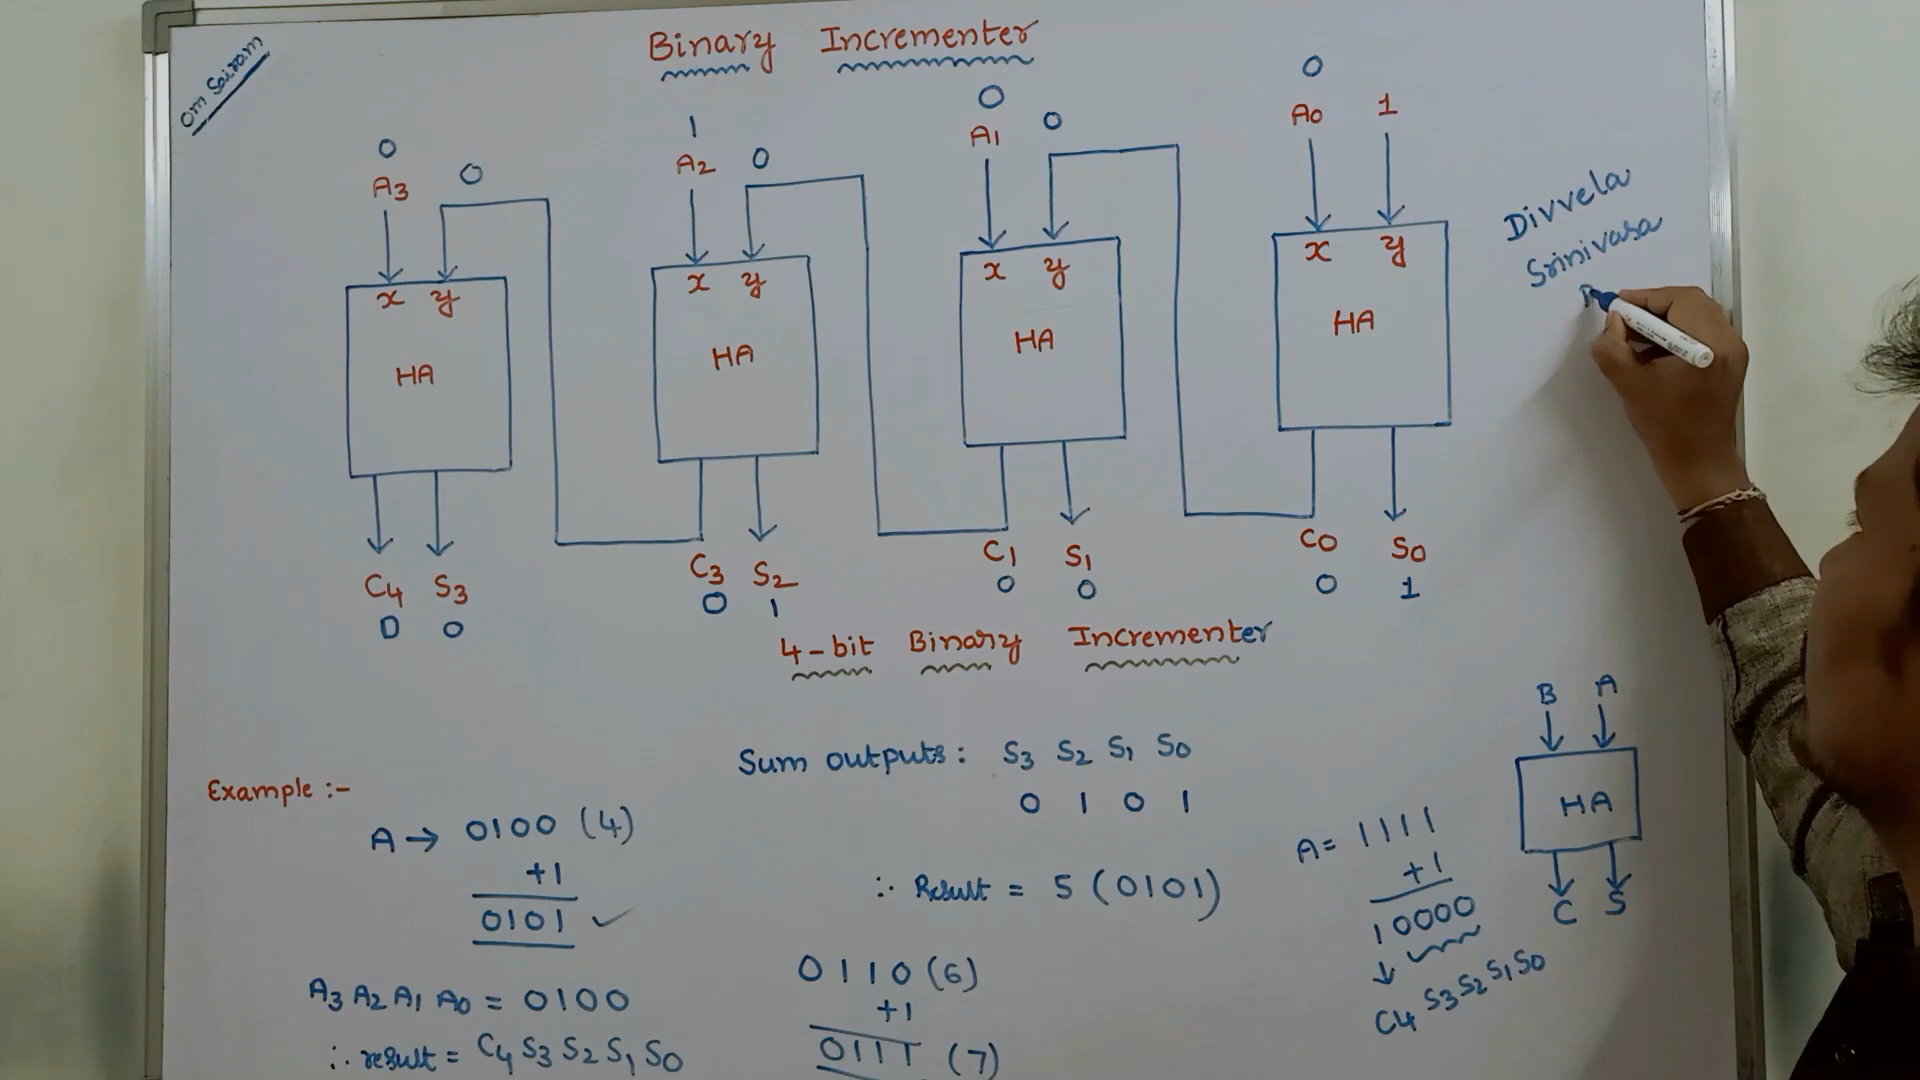 Om Sairam
Binary Incrementer
0 1 0 0 0 0
A3 0 A2 0 A1 A0 1
x y x y x y x y
HA HA HA HA
C4 S3 C3 S2 C1 S1 C0 S0
0 0 0 1 0 0 0 1
4-bit Binary Incrementer
Divvela
Srinivasa
Sum outputs : S3 S2 S1 S0
0 1 0 1
∴ Result = 5 (0101)
Example :-
A → 0100 (4)
+1
0101 ✓
A3 A2 A1 A0 = 0100
∴ result = C4 S3 S2 S1 S0
0110 (6)
+1
0111 (7)
A = 1111
+1
10000
↓
C4 S3 S2 S1 S0
B A
HA
C S